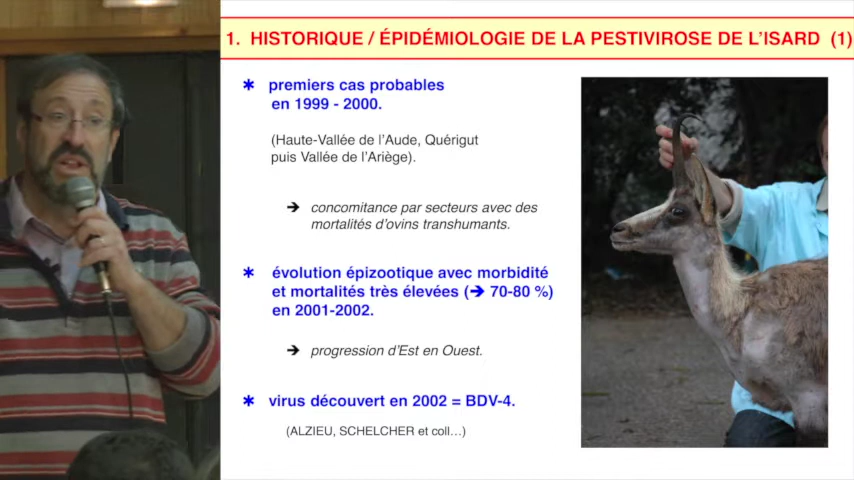 1. HISTORIQUE / ÉPIDÉMIOLOGIE DE LA PESTIVIROSE DE L'ISARD (1)
* premiers cas probables
en 1999 - 2000.
(Haute-Vallée de l'Aude, Quérigut
puis Vallée de l'Ariège).
➔ concomitance par secteurs avec des
mortalités d'ovins transhumants.
* évolution épizootique avec morbidité
et mortalités très élevées (➔ 70-80 %)
en 2001-2002.
➔ progression d'Est en Ouest.
* virus découvert en 2002 = BDV-4.
(ALZIEU, SCHELCHER et coll…)